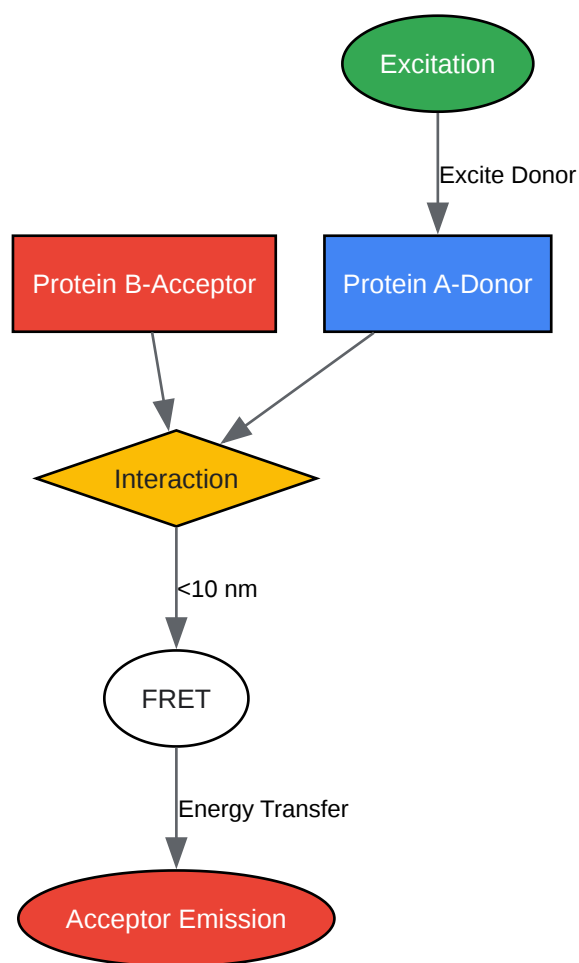 Excitation
Excite Donor
Protein B-Acceptor
Protein A-Donor
Interaction
<10 nm
FRET
Energy Transfer
Acceptor Emission